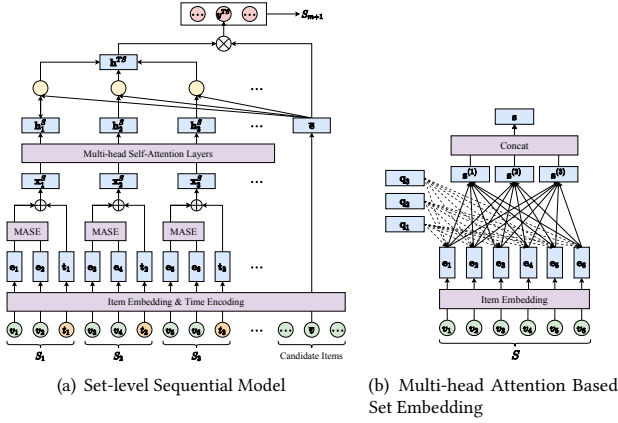 ... y^{TS} ... S_{m+1}
h^{TS}
...
h_1^S h_2^S h_3^S ... ē
Multi-head Self-Attention Layers
x_1^S x_2^S x_3^S ...
MASE MASE MASE
e_1 e_2 t_1 e_3 e_4 t_2 e_5 e_6 t_3 ...
Item Embedding & Time Encoding
v_1 v_2 t_1 v_3 v_4 t_2 v_5 v_6 t_3 ... ... v̄ ...
S_1 S_2 S_3 Candidate Items
(a) Set-level Sequential Model
s
Concat
s^{(1)} s^{(2)} s^{(3)}
q_3
q_2
q_1
e_1 e_2 e_3 e_4 e_5 e_6
Item Embedding
v_1 v_2 v_3 v_4 v_5 v_6
S
(b) Multi-head Attention Based
Set Embedding